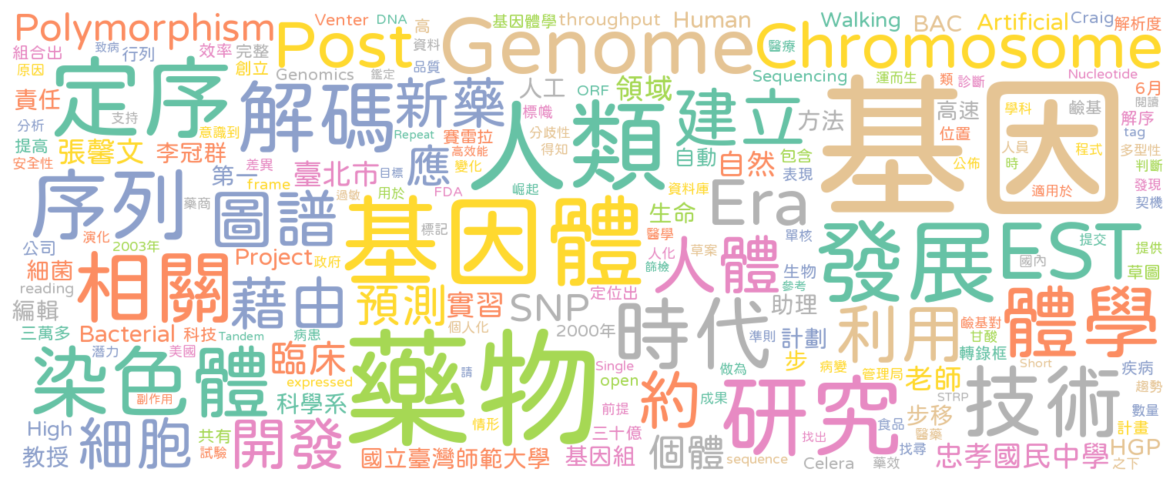 Polymorphism
Venter
DNA
高
基因體學
throughput
Human
Walking
BAC
Artificial
Craig
解析度
組合出
致病
行列
效率
完整
Post
資料
Genome
醫療
Chromosome
原因
定序
創立
Genomics
鑑定
品質
Sequencing
運而生
類
診斷
Nucleotide
責任
解碼
新藥
人工
ORF
領域
建立
高速
基因
學科
鹼基
6月
閱讀
分析
支持
標幟
人類
方法
位置
解序
tag
提高
意識到
Repeat
賽雷拉
分歧性
自動
自然
包含
公佈
人員
時
程式
多型性
安全性
張馨文
李冠群
差異
高效能
得知
表現
適用於
判斷
發現
序列
第一
frame
臺北市
目標
變化
應
崛起
資料庫
Era
契機
藥商
圖譜
過敏
用於
FDA
基因體
生命
單核
發展
EST
提交
提供
演化
2003年
標記
醫學
草案
人化
國內
公司
相關
Project
政府
篩檢
人體
生物
參考
草圖
細菌
reading
藉由
預測
實習
SNP
定位出
助理
體學
編輯
個人化
2000年
時代
準則
計劃
利用
鹼基對
三萬多
Bacterial
科技
Tandem
病患
甘酸
轉錄框
潛力
美國
臨床
藥物
Single
做為
步
病變
管理局
老師
Short
疾病
趨勢
染色體
副作用
expressed
請
open
約
成果
研究
STRP
技術
數量
科學系
前提
步移
計畫
High
細胞
共有
開發
情形
三十億
食品
醫藥
教授
試驗
國立臺灣師範大學
基因組
個體
找出
sequence
Celera
藥效
找尋
忠孝國民中學
HGP
之下